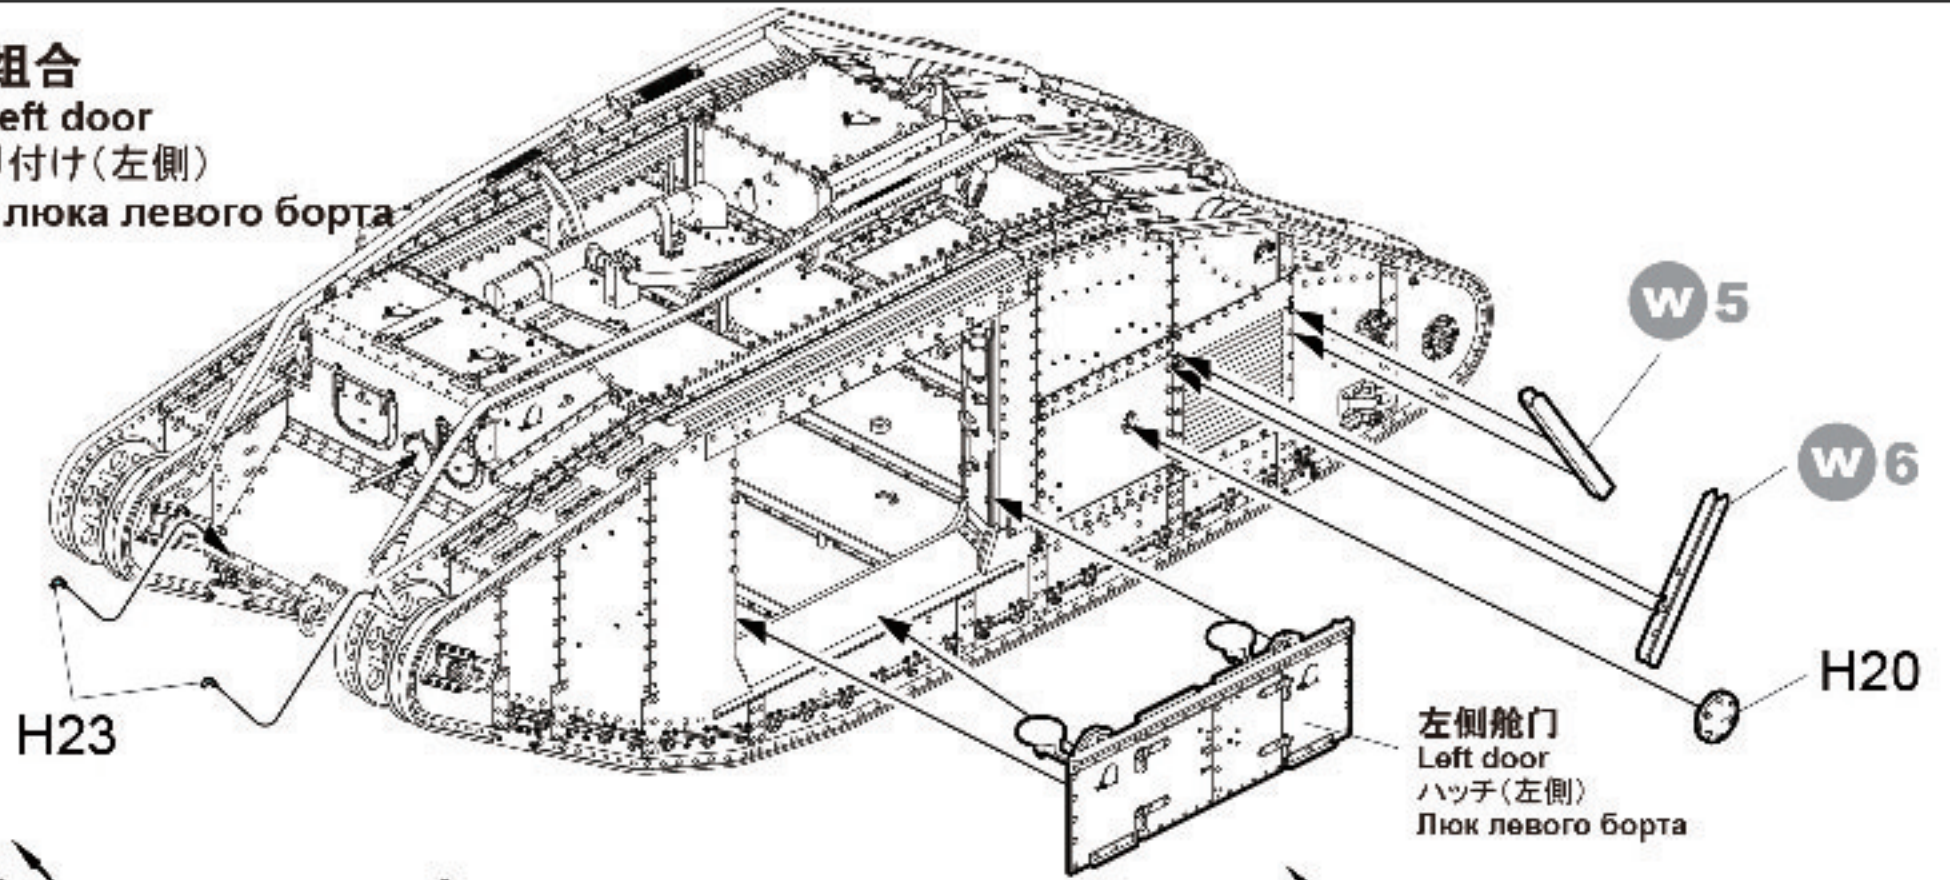 组合
eft door
付け（左側）
люка левого борта
W5
W6
H20
H23
左侧舱门
Left door
ハッチ（左側）
Люк левого борта